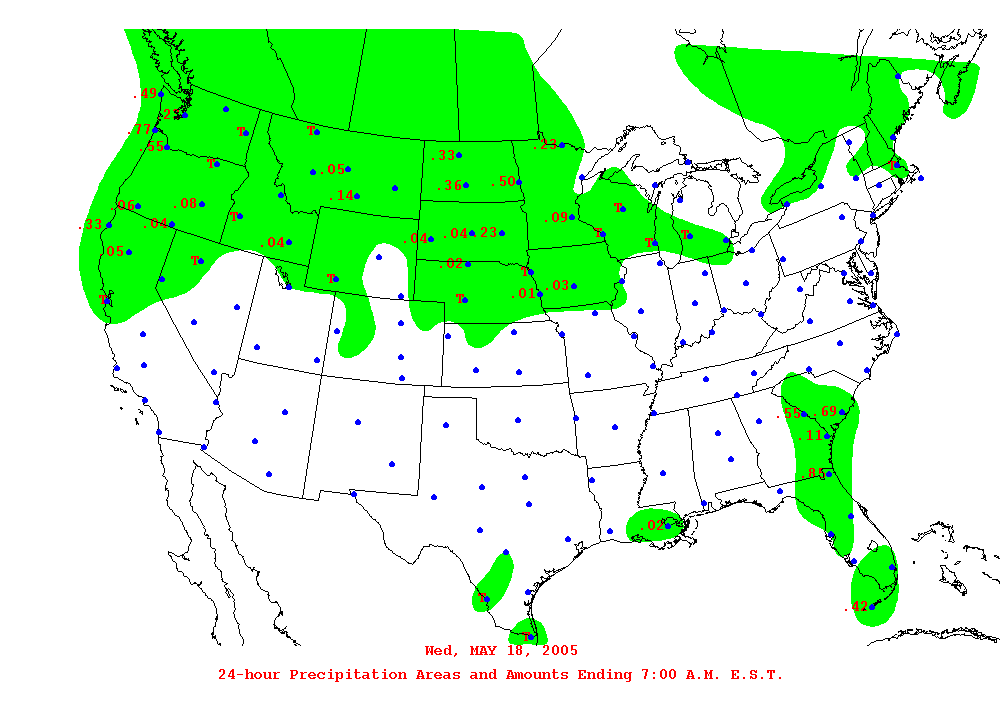 .49
.23
.77
.55
T
T
.33
.23
T
.05
.36
.50
.14
.06
.08
T
.09
T
.33
.04
.04
.04
.23
T
T
T
.05
.04
T
.02
T
T
T
T
.03
.01
T
.55
.69
.11
.85
.02
T
.42
T
Wed, MAY 18, 2005
24-hour Precipitation Areas and Amounts Ending 7:00 A.M. E.S.T.